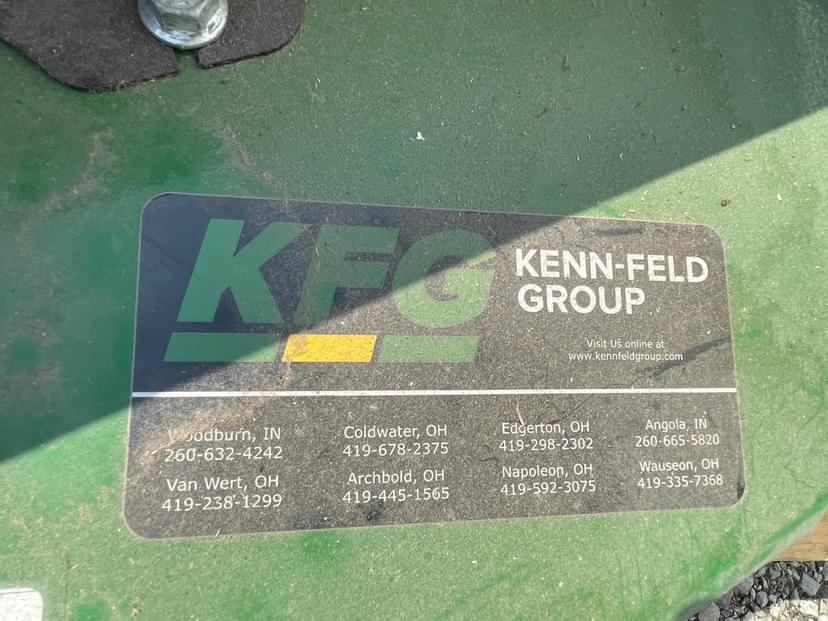 KFG
KENN-FELD
GROUP
Visit Us online at
www.kennfeldgroup.com
Woodburn, IN
260-632-4242
Coldwater, OH
419-678-2375
Edgerton, OH
419-298-2302
Angola, IN
260-665-5820
Van Wert, OH
419-238-1299
Archbold, OH
419-445-1565
Napoleon, OH
419-592-3075
Wauseon, OH
419-335-7368